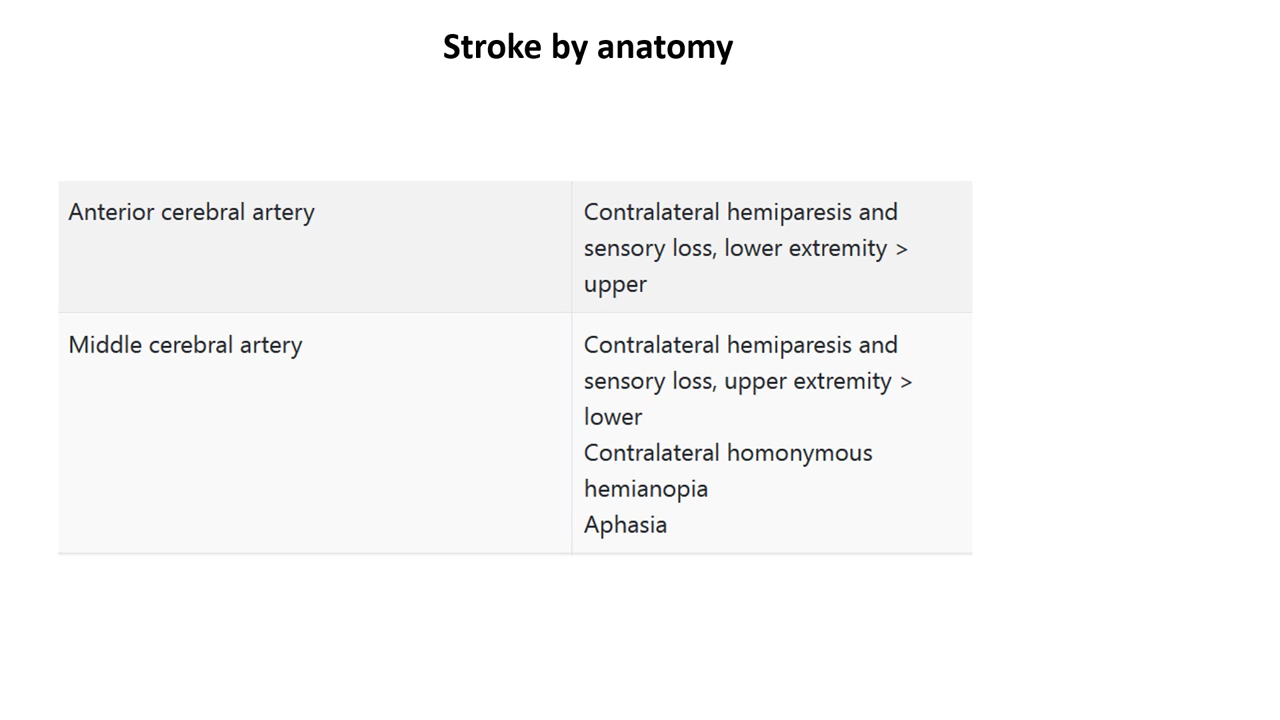 Stroke by anatomy
Anterior cerebral artery
Contralateral hemiparesis and
sensory loss, lower extremity >
upper
Middle cerebral artery
Contralateral hemiparesis and
sensory loss, upper extremity >
lower
Contralateral homonymous
hemianopia
Aphasia